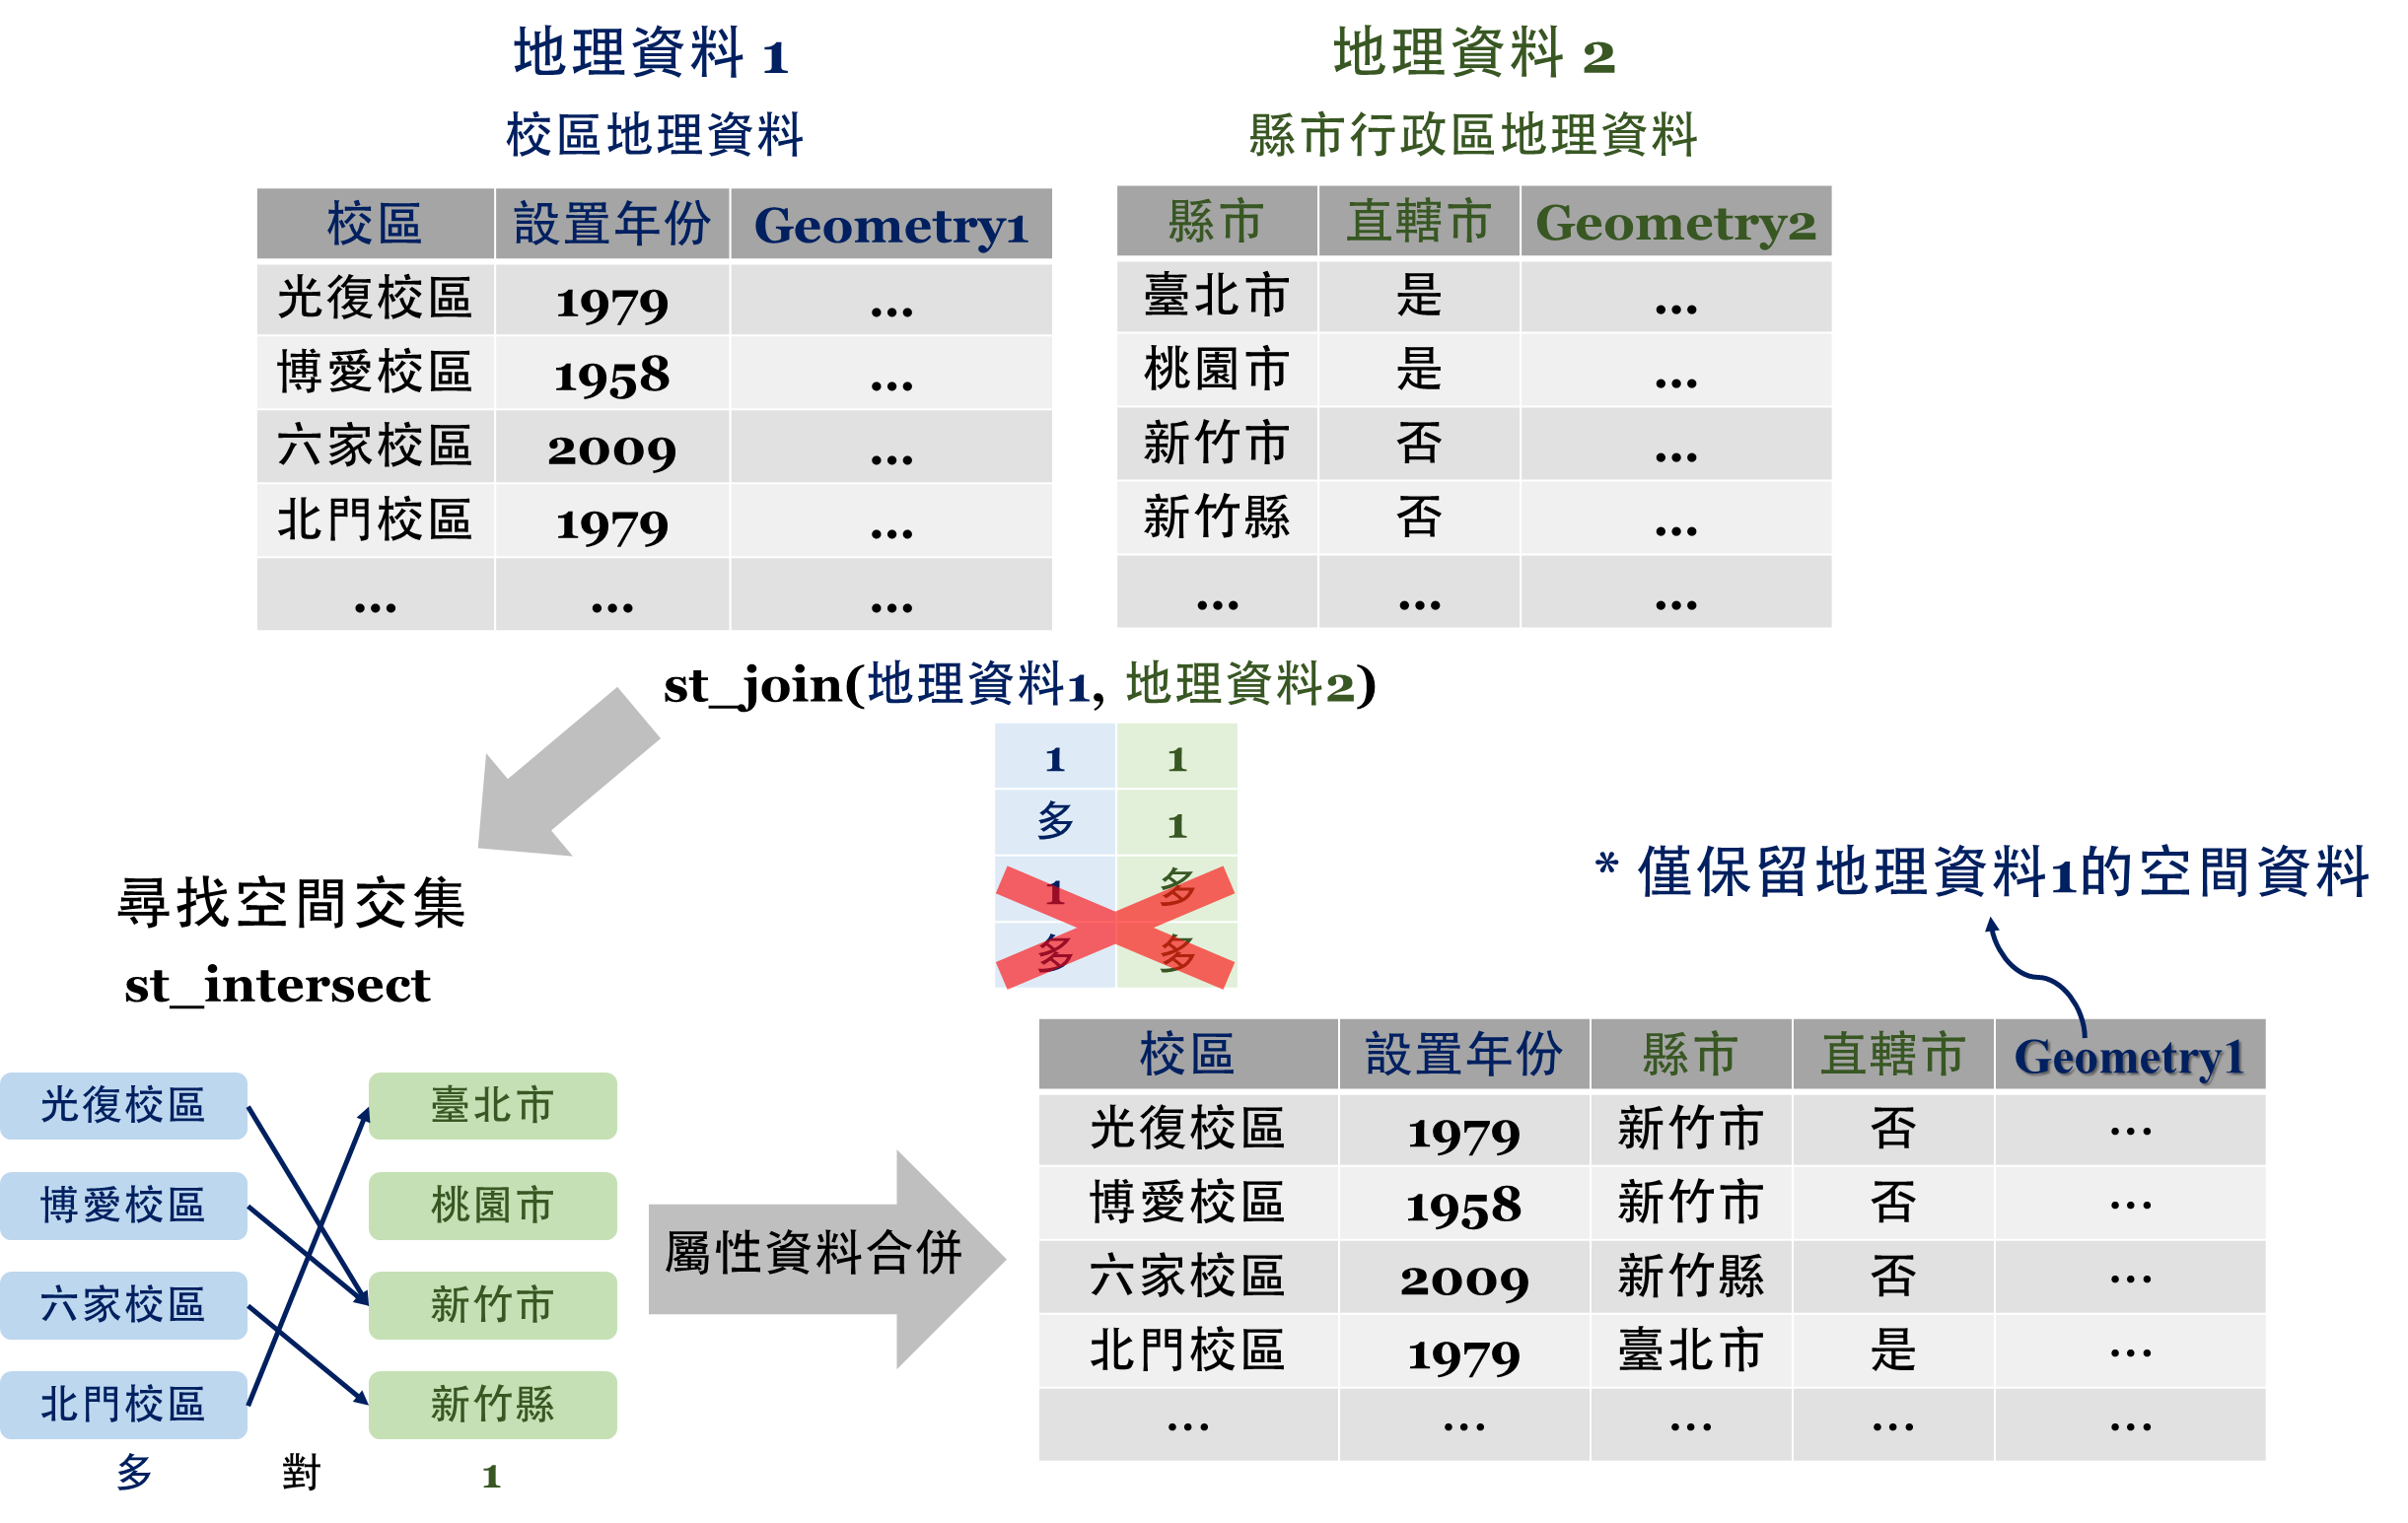 地理資料 1
校區地理資料
校區 設置年份 Geometry1
光復校區 1979 ...
博愛校區 1958 ...
六家校區 2009 ...
北門校區 1979 ...
... ... ...
地理資料 2
縣市行政區地理資料
縣市 直轄市 Geometry2
臺北市 是 ...
桃園市 是 ...
新竹市 否 ...
新竹縣 否 ...
... ... ...
st_join(地理資料1, 地理資料2)
1 1
多 1
1 多
多 多
尋找空間交集
st_intersect
光復校區 臺北市
博愛校區 桃園市
六家校區 新竹市
北門校區 新竹縣
多 對 1
屬性資料合併
* 僅保留地理資料1的空間資料
校區 設置年份 縣市 直轄市 Geometry1
光復校區 1979 新竹市 否 ...
博愛校區 1958 新竹市 否 ...
六家校區 2009 新竹縣 否 ...
北門校區 1979 臺北市 是 ...
... ... ... ... ...